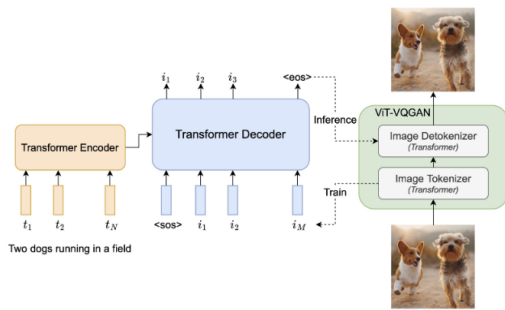 i1 i2 i3 <eos>
ViT-VQGAN
Inference
Transformer Encoder
Transformer Decoder
Image Detokenizer
(Transformer)
Image Tokenizer
(Transformer)
Train
t1 t2 tN
<sos> i1 i2 iM
Two dogs running in a field